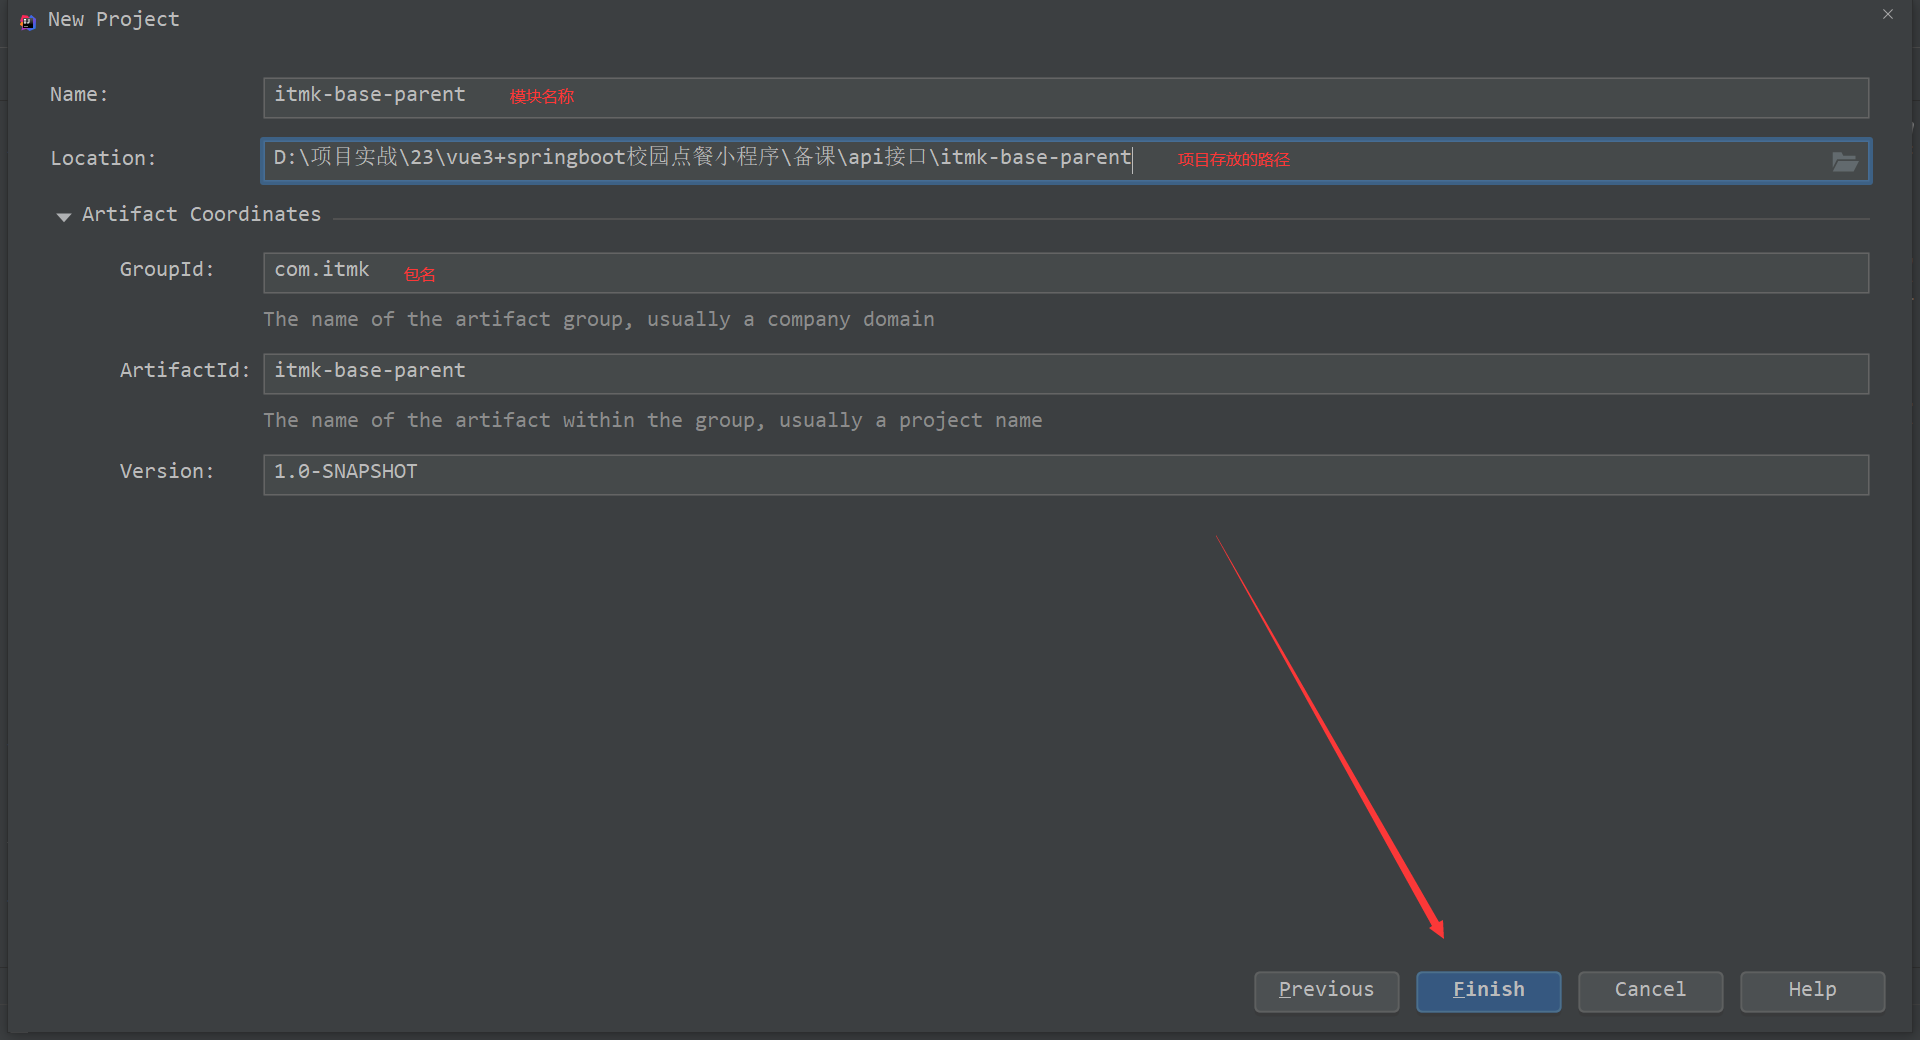 New Project
Name: itmk-base-parent 模块名称
Location: D:\项目实战\23\vue3+springboot校园点餐小程序\备课\api接口\itmk-base-parent 项目存放的路径
Artifact Coordinates
GroupId: com.itmk 包名
The name of the artifact group, usually a company domain
ArtifactId: itmk-base-parent
The name of the artifact within the group, usually a project name
Version: 1.0-SNAPSHOT
Previous Finish Cancel Help